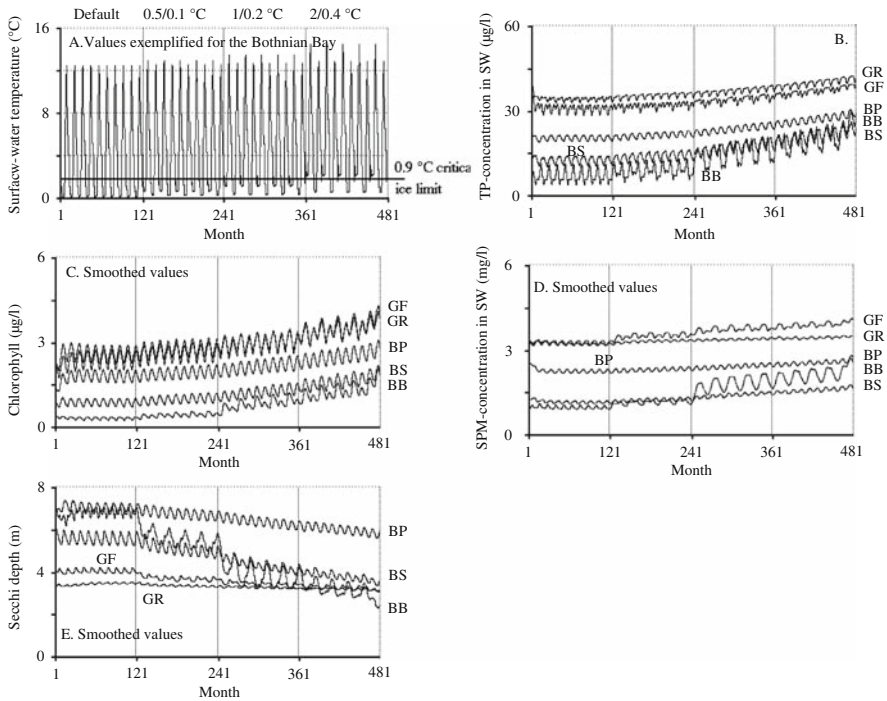 Default 0.5/0.1 °C 1/0.2 °C 2/0.4 °C
Surfacw-water temperature (°C)
16
8
0
A.Values exemplified for the Bothnian Bay
0.9 °C critica
ice limit
1 121 241 361 481
Month
TP-concentration in SW (µg/l)
60
30
0
B.
GR
GF
BP
BB
BS
BS
BB
1 121 241 361 481
Month
Chlorophyll (µg/l)
6
3
0
C. Smoothed values
GF
GR
BP
BS
BB
1 121 241 361 481
Month
SPM-concentration in SW (mg/l)
6
3
0
D. Smoothed values
GF
GR
BP
BP
BB
BS
1 121 241 361 481
Month
Secchi depth (m)
8
4
0
GF
GR
BP
BS
BB
E. Smoothed values
1 121 241 361 481
Month